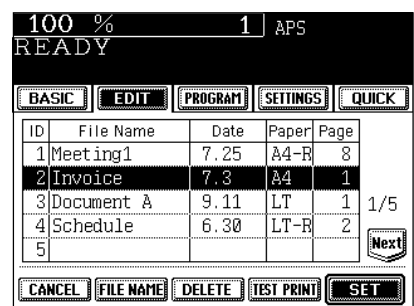 100 % 1 APS
READY
BASIC EDIT PROGRAM SETTINGS QUICK
ID File Name Date Paper Page
1 Meeting1 7.25 A4-R 8
2 Invoice 7.3 A4 1
3 Document A 9.11 LT 1
4 Schedule 6.30 LT-R 2
5
1/5
Next
CANCEL FILE NAME DELETE TEST PRINT SET